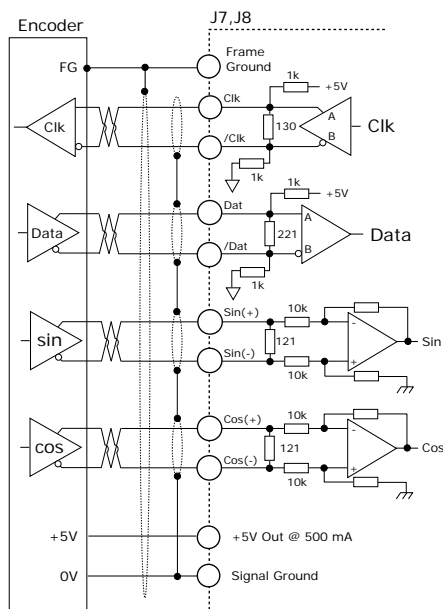 Encoder
J7,J8
FG
Frame
Ground
1k
+5V
Clk
Clk
130
A
B
Clk
/Clk
1k
1k
+5V
Dat
Data
221
A
B
Data
/Dat
1k
Sin(+)
10k
-
sin
121
Sin
Sin(-)
+
10k
Cos(+)
10k
-
cos
121
Cos
Cos(-)
+
10k
+5V
+5V Out @ 500 mA
0V
Signal Ground